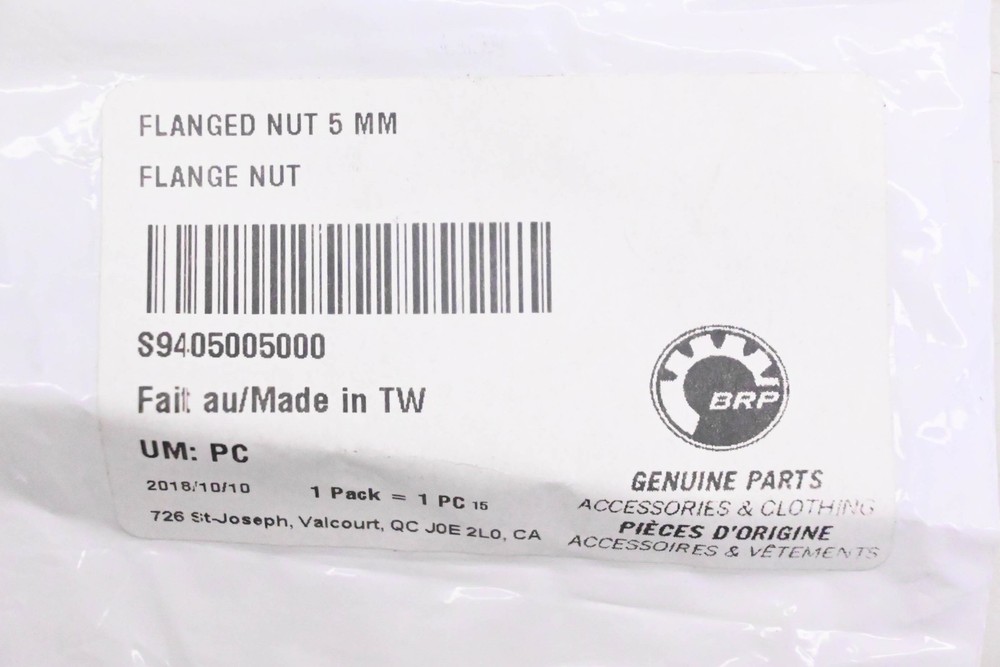 FLANGED NUT 5 MM
FLANGE NUT
S9405005000
Fait au/Made in TW
UM: PC
2018/10/10
1 Pack = 1 PC 15
726 St-Joseph, Valcourt, QC J0E 2L0, CA
BRP
GENUINE PARTS
ACCESSORIES & CLOTHING
PIÈCES D'ORIGINE
ACCESSOIRES & VÊTEMENTS